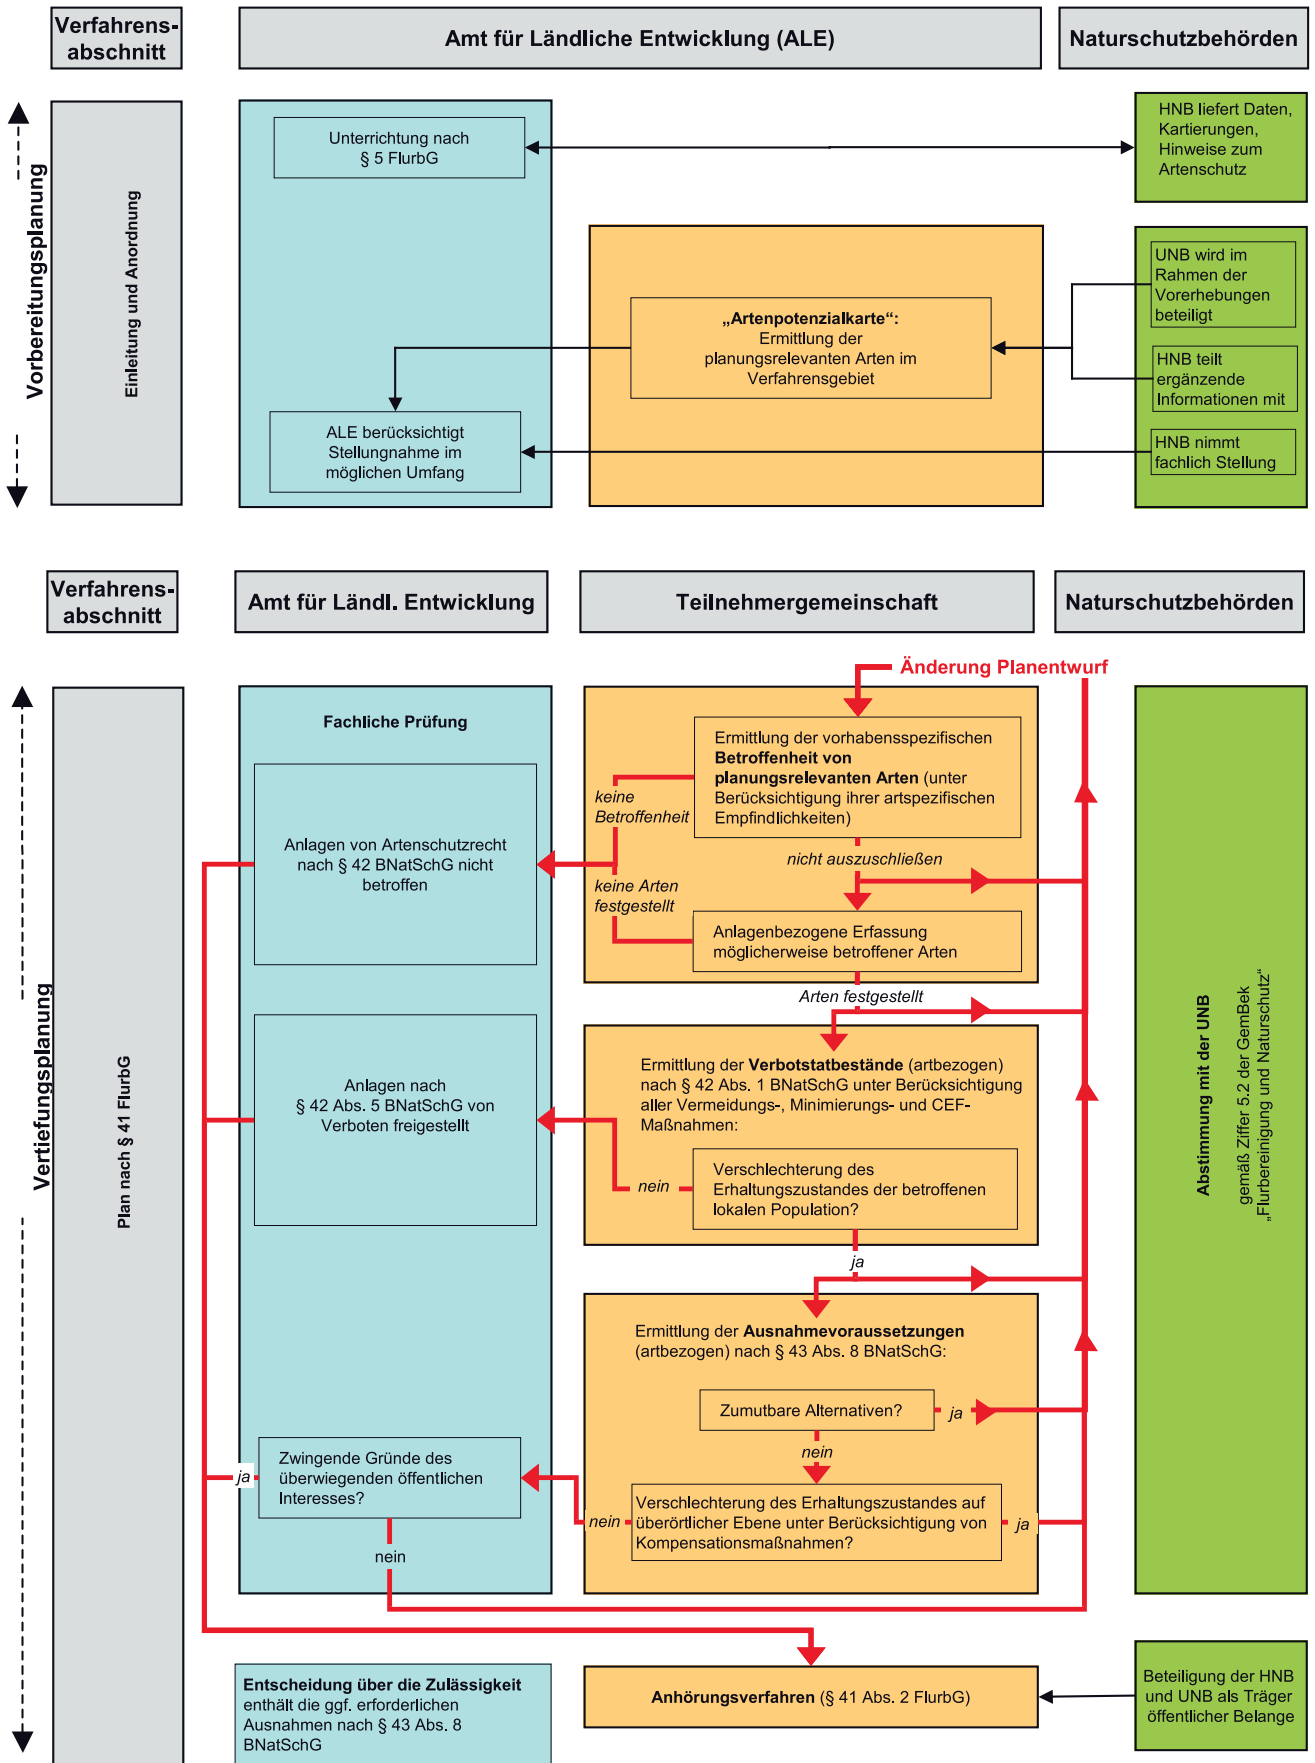 Verfahrens-
abschnitt
Amt für Ländliche Entwicklung (ALE)
Naturschutzbehörden
Vorbereitungsplanung
Einleitung und Anordnung
Unterrichtung nach
§ 5 FlurbG
HNB liefert Daten,
Kartierungen,
Hinweise zum
Artenschutz
„Artenpotenzialkarte“:
Ermittlung der
planungsrelevanten Arten im
Verfahrensgebiet
UNB wird im
Rahmen der
Vorerhebungen
beteiligt
HNB teilt
ergänzende
Informationen mit
ALE berücksichtigt
Stellungnahme im
möglichen Umfang
HNB nimmt
fachlich Stellung
Verfahrens-
abschnitt
Amt für Ländl. Entwicklung
Teilnehmergemeinschaft
Naturschutzbehörden
Änderung Planentwurf
Vertiefungsplanung
Plan nach § 41 FlurbG
Fachliche Prüfung
Ermittlung der vorhabensspezifischen
Betroffenheit von
planungsrelevanten Arten (unter
Berücksichtigung ihrer artspezifischen
Empfindlichkeiten)
keine
Betroffenheit
nicht auszuschließen
Anlagen von Artenschutzrecht
nach § 42 BNatSchG nicht
betroffen
keine Arten
festgestellt
Anlagenbezogene Erfassung
möglicherweise betroffener Arten
Arten festgestellt
Ermittlung der Verbotstatbestände (artbezogen)
nach § 42 Abs. 1 BNatSchG unter Berücksichtigung
aller Vermeidungs-, Minimierungs- und CEF-
Maßnahmen:
Anlagen nach
§ 42 Abs. 5 BNatSchG von
Verboten freigestellt
Verschlechterung des
Erhaltungszustandes der betroffenen
lokalen Population?
nein
ja
Abstimmung mit der UNB
gemäß Ziffer 5.2 der GemBek
„Flurbereinigung und Naturschutz“
Ermittlung der Ausnahmevoraussetzungen
(artbezogen) nach § 43 Abs. 8 BNatSchG:
Zumutbare Alternativen?
ja
nein
Zwingende Gründe des
überwiegenden öffentlichen
Interesses?
ja
nein
Verschlechterung des Erhaltungszustandes auf
überörtlicher Ebene unter Berücksichtigung von
Kompensationsmaßnahmen?
nein
ja
Entscheidung über die Zulässigkeit
enthält die ggf. erforderlichen
Ausnahmen nach § 43 Abs. 8
BNatSchG
Anhörungsverfahren (§ 41 Abs. 2 FlurbG)
Beteiligung der HNB
und UNB als Träger
öffentlicher Belange